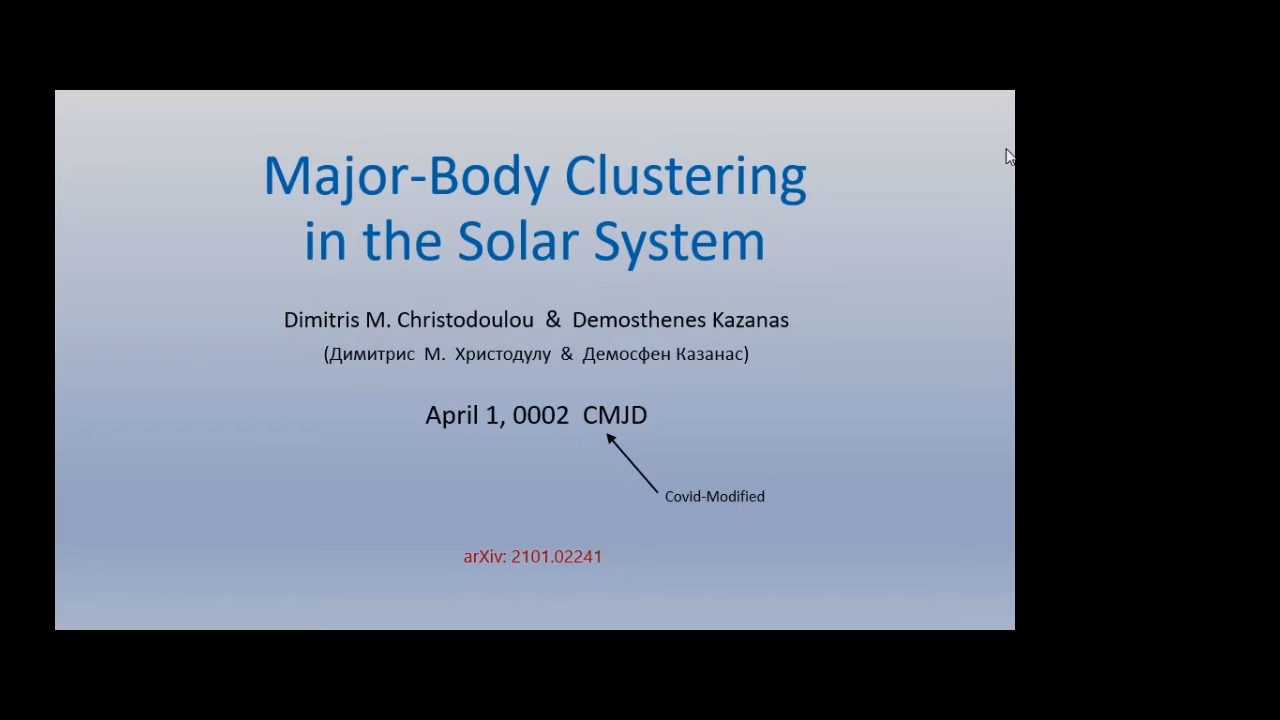 Major-Body Clustering
in the Solar System
Dimitris M. Christodoulou & Demosthenes Kazanas
(Димитрис М. Христодулу & Демосфен Казанас)
April 1, 0002 CMJD
Covid-Modified
arXiv: 2101.02241